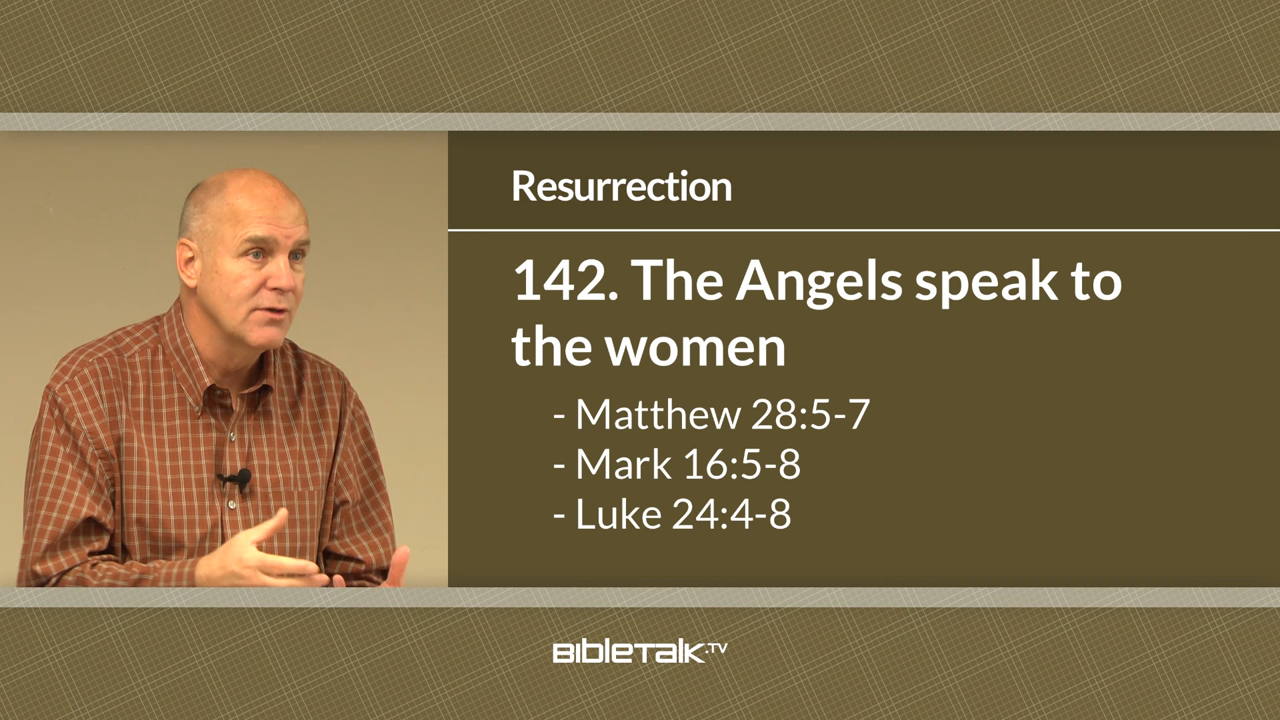 Resurrection
142. The Angels speak to
the women
- Matthew 28:5-7
- Mark 16:5-8
- Luke 24:4-8
BibleTalk.TV